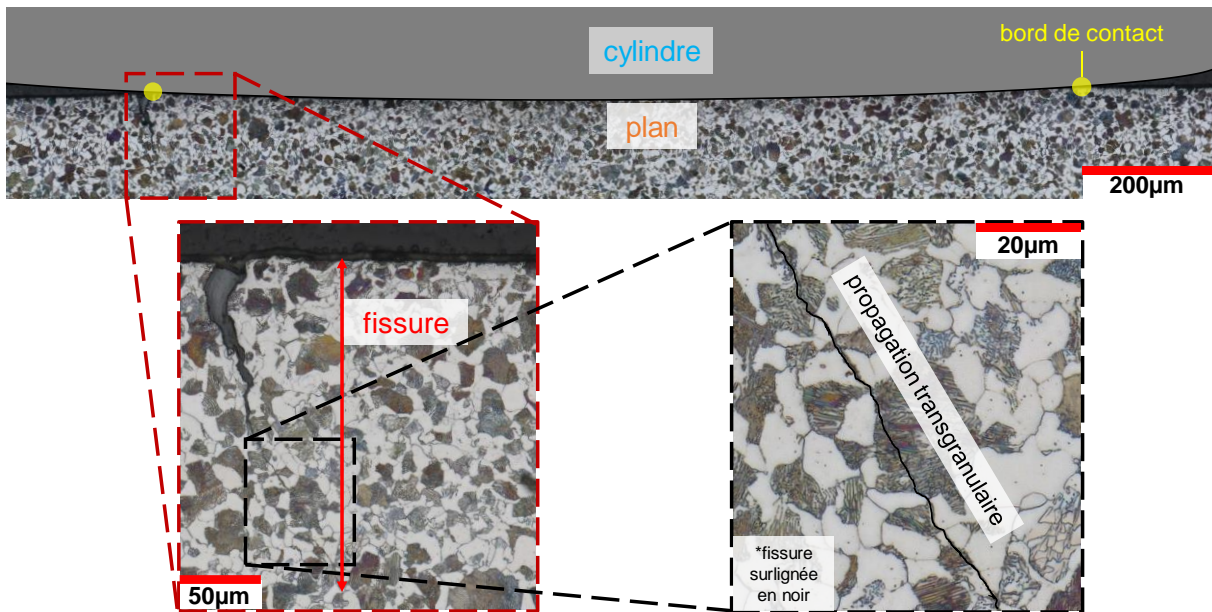 cylindre
bord de contact
plan
200µm
fissure
50µm
20µm
propagation transgranulaire
*fissure
surlignée
en noir